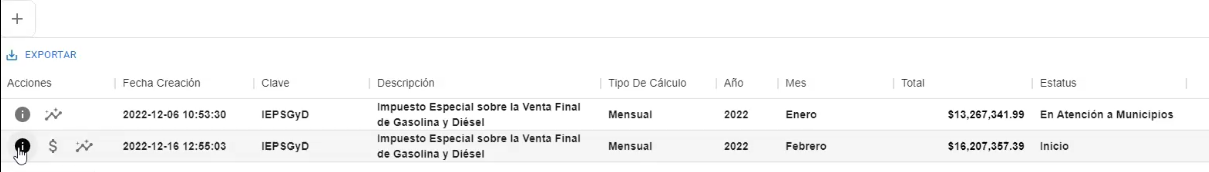 +
EXPORTAR
Acciones Fecha Creación Clave Descripción Tipo De Cálculo Año Mes Total Estatus
2022-12-06 10:53:30 IEPSGyD Impuesto Especial sobre la Venta Final de Gasolina y Diésel Mensual 2022 Enero $13,267,341.99 En Atención a Municipios
$ 2022-12-16 12:55:03 IEPSGyD Impuesto Especial sobre la Venta Final de Gasolina y Diésel Mensual 2022 Febrero $16,207,357.39 Inicio